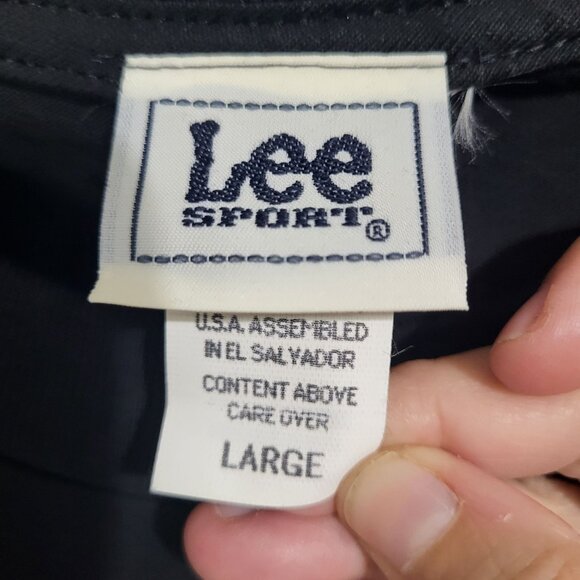 Lee
SPORT®
U.S.A. ASSEMBLED
IN EL SALVADOR
CONTENT ABOVE
CARE OVER
LARGE